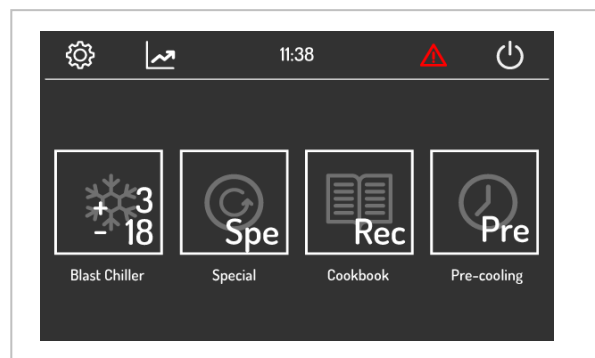 11:38
+ 3
- 18
Spe
Rec
Pre
Blast Chiller
Special
Cookbook
Pre-cooling